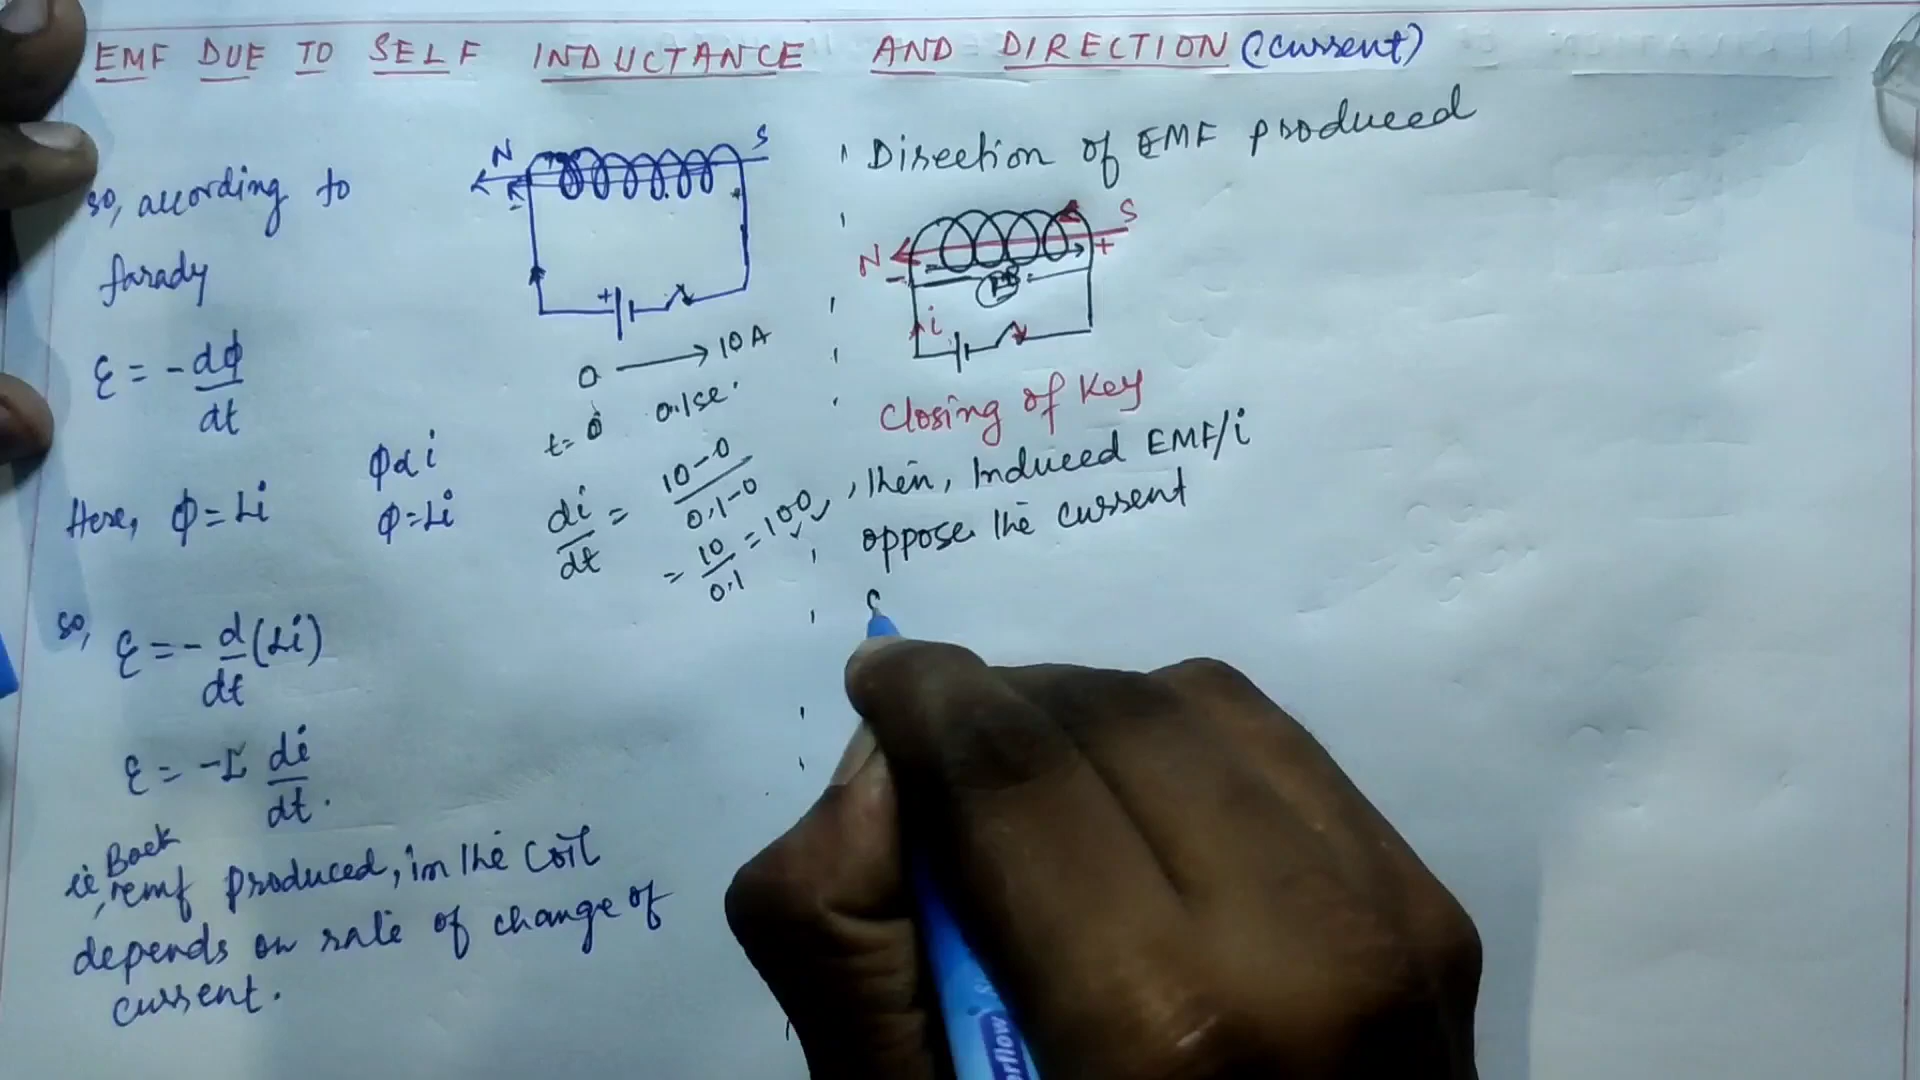 EMF DUE TO SELF INDUCTANCE AND DIRECTION (current)
so, according to
farady
ε = - dφ
dt
Here, φ = Li
φ α i
φ = Li
so, ε = - d (Li)
dt
ε = -L di
dt.
ie, Back
emf produced, in the coil
depends on rate of change of
current.
N S
+
0 → 10 A
t = 0 0.1se.
di = 10-0
dt 0.1-0
= 10 = 100
0.1
Direction of EMF produced
N S
- +
i
Closing of Key
, then, Induced EMF/i
oppose the current